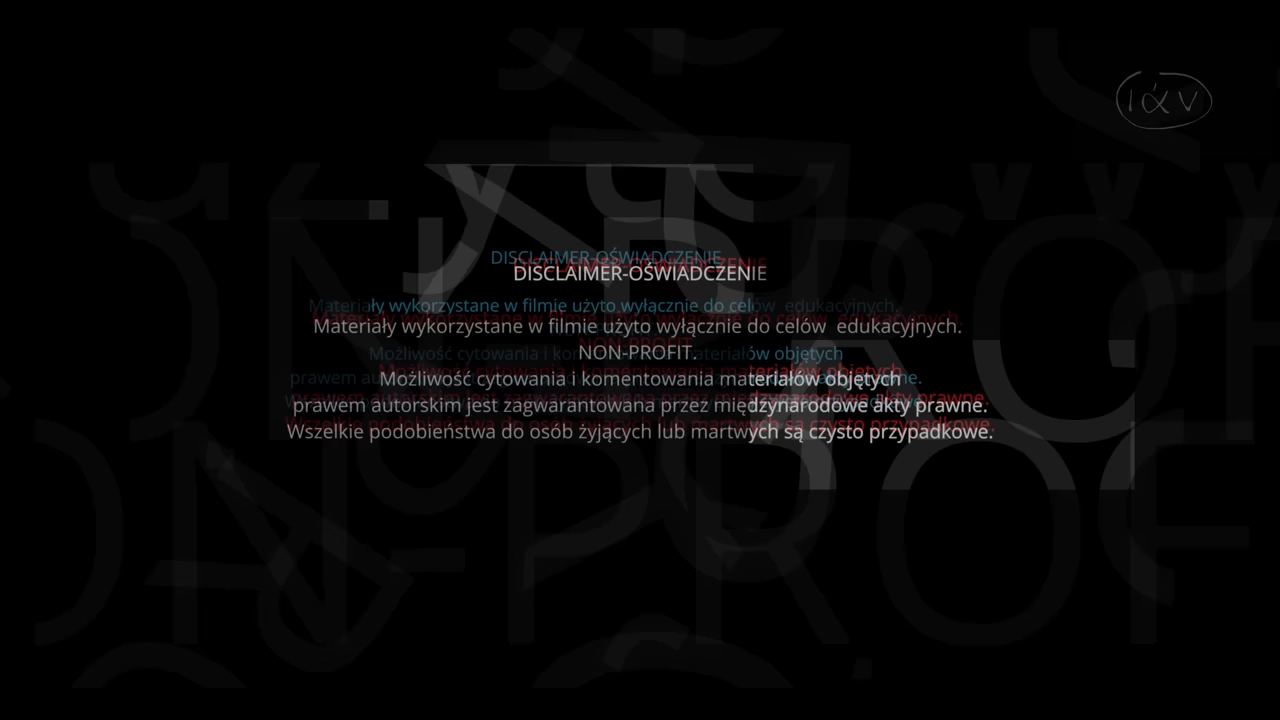 DISCLAIMER-OŚWIADCZENIE
Materiały wykorzystane w filmie użyto wyłącznie do celów  edukacyjnych.
NON-PROFIT.
Możliwość cytowania i komentowania materiałów objętych
prawem autorskim jest zagwarantowana przez międzynarodowe akty prawne.
Wszelkie podobieństwa do osób żyjących lub martwych są czysto przypadkowe.